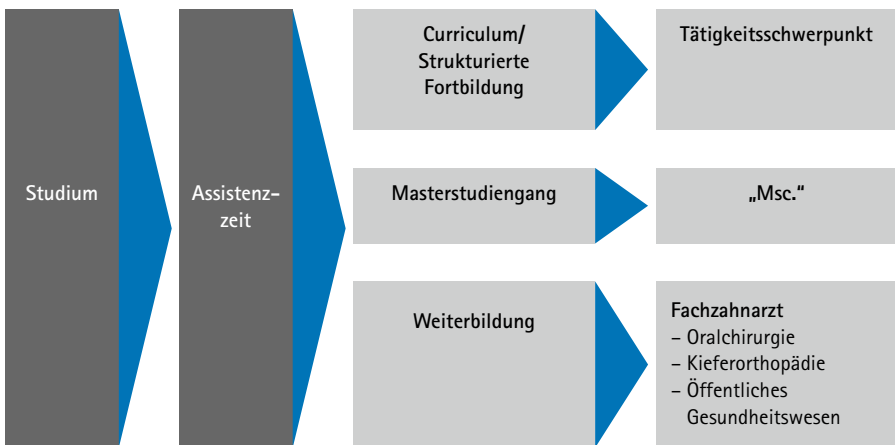 Studium
Assistenz-
zeit
Curriculum/
Strukturierte
Fortbildung
Tätigkeitsschwerpunkt
Masterstudiengang
„Msc.“
Weiterbildung
Fachzahnarzt
– Oralchirurgie
– Kieferorthopädie
– Öffentliches
Gesundheitswesen